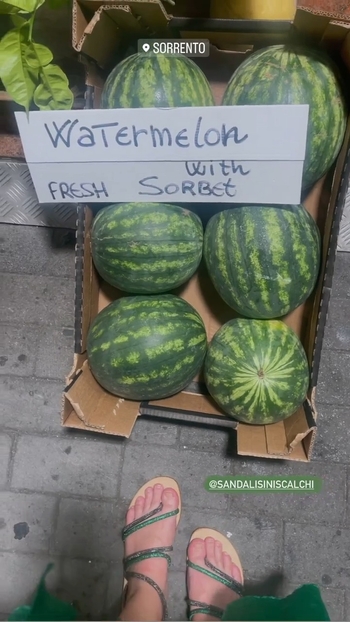 SORRENTO
WaTermelon
with
FRESH SORBET
@SANDALISINISCALCHI